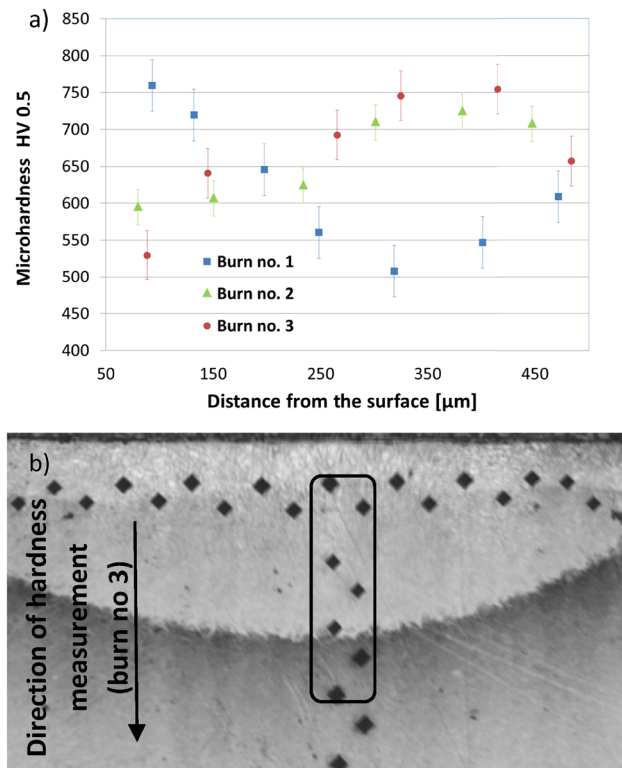 a)
850
800
750
700
650
600
550
500
450
400
Microhardness HV 0.5
Burn no. 1
Burn no. 2
Burn no. 3
50 150 250 350 450
Distance from the surface [µm]
b)
Direction of hardness
measurement
(burn no 3)